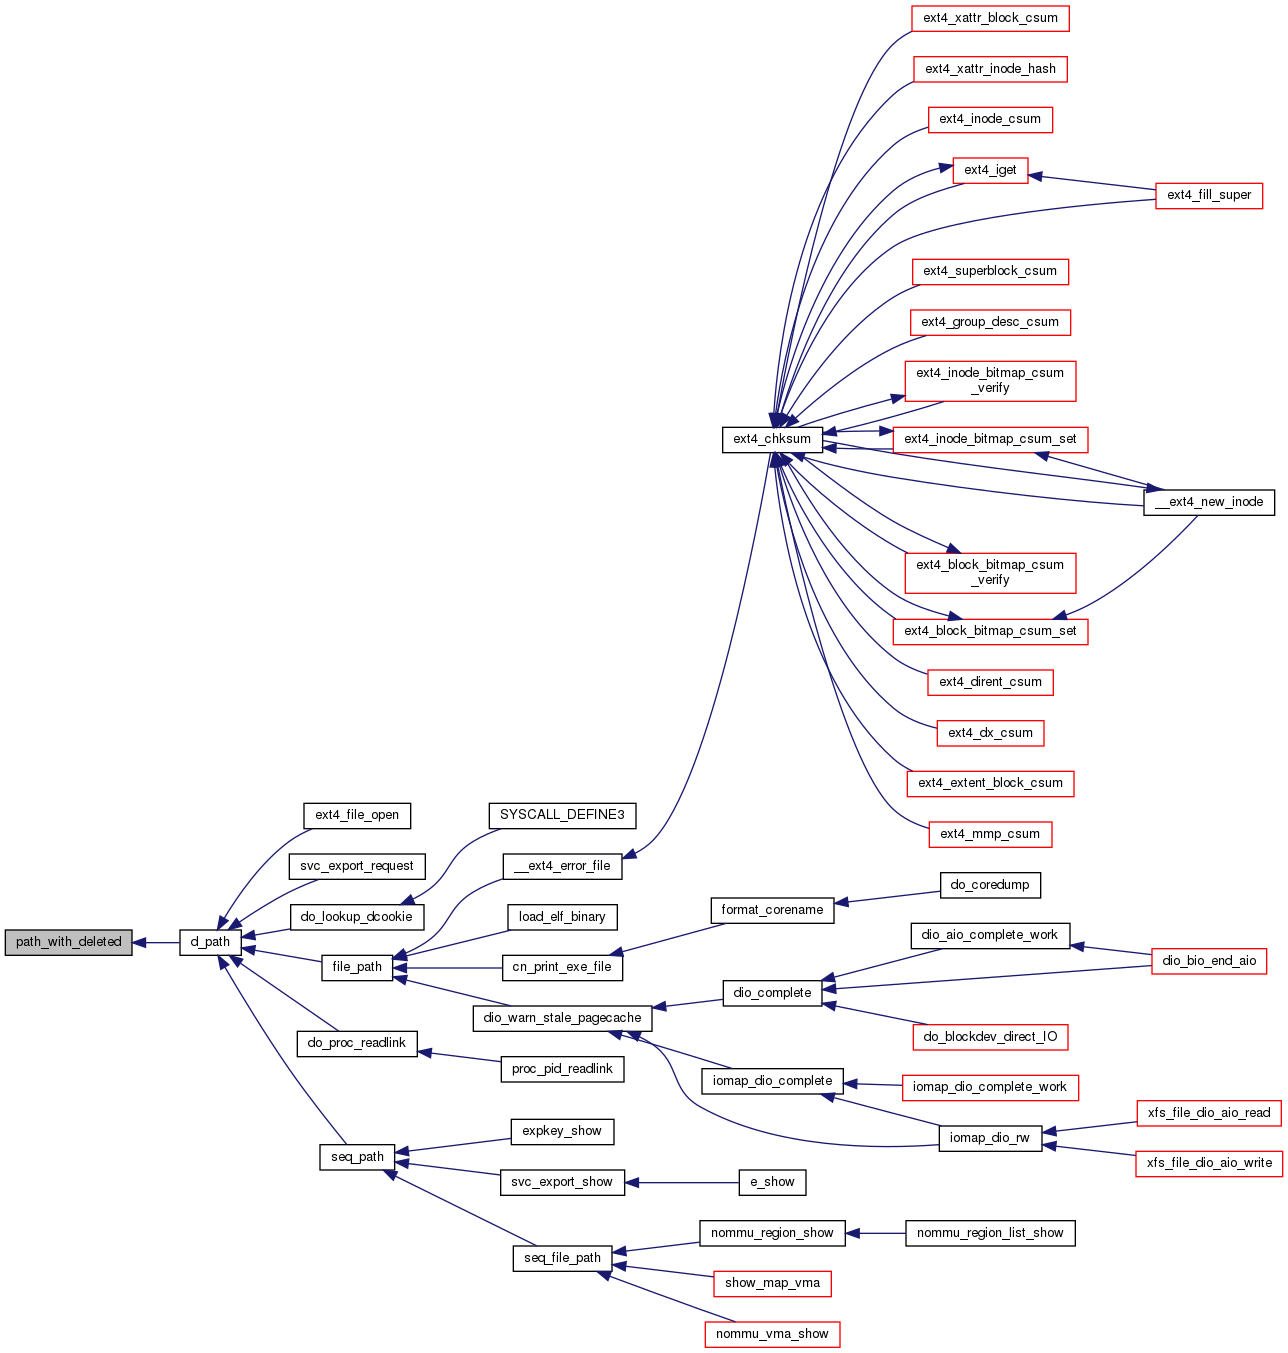 ext4_xattr_block_csum
ext4_xattr_inode_hash
ext4_inode_csum
ext4_iget
ext4_fill_super
ext4_superblock_csum
ext4_group_desc_csum
ext4_inode_bitmap_csum
_verify
ext4_chksum
ext4_inode_bitmap_csum_set
__ext4_new_inode
ext4_block_bitmap_csum
_verify
ext4_block_bitmap_csum_set
ext4_dirent_csum
ext4_dx_csum
ext4_extent_block_csum
ext4_mmp_csum
ext4_file_open
SYSCALL_DEFINE3
svc_export_request
__ext4_error_file
do_lookup_dcookie
load_elf_binary
format_corename
do_coredump
path_with_deleted
d_path
file_path
cn_print_exe_file
dio_aio_complete_work
dio_bio_end_aio
dio_warn_stale_pagecache
dio_complete
do_blockdev_direct_IO
do_proc_readlink
proc_pid_readlink
iomap_dio_complete
iomap_dio_complete_work
iomap_dio_rw
xfs_file_dio_aio_read
xfs_file_dio_aio_write
seq_path
expkey_show
svc_export_show
e_show
seq_file_path
nommu_region_show
nommu_region_list_show
show_map_vma
nommu_vma_show